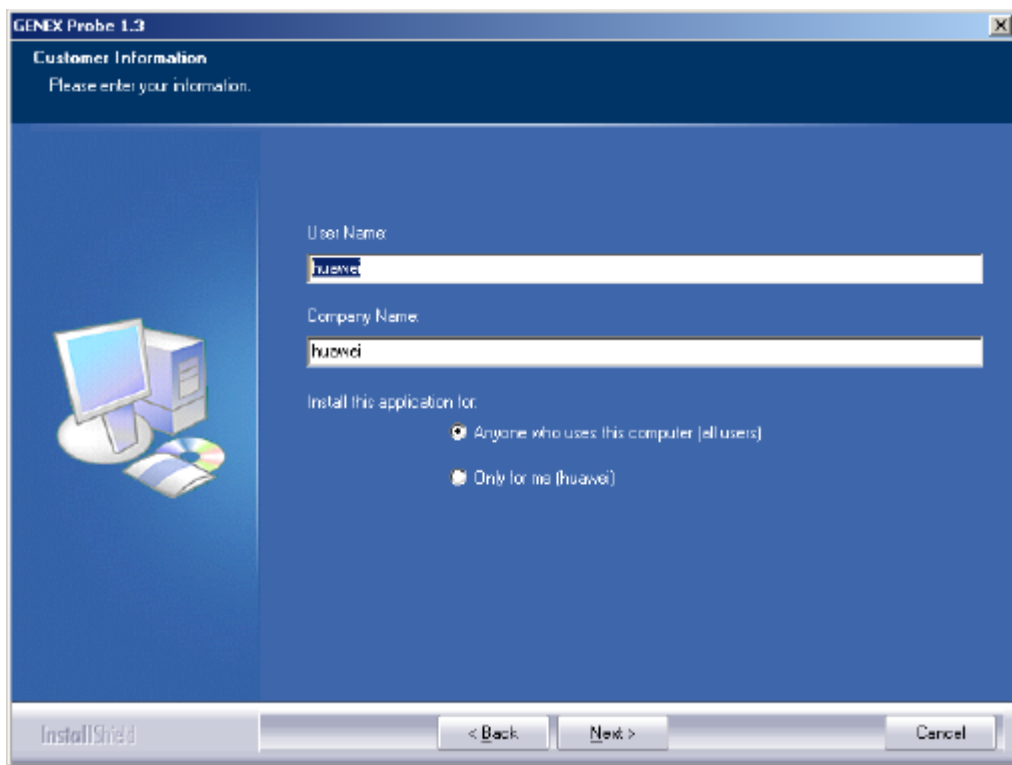 GENEX Probe 1.3
Customer Information
Please enter your information.
User Name:
huawei
Company Name:
huawei
Install this application for:
Anyone who uses this computer (all users)
Only for me (huawei)
InstallShield
< Back
Next >
Cancel